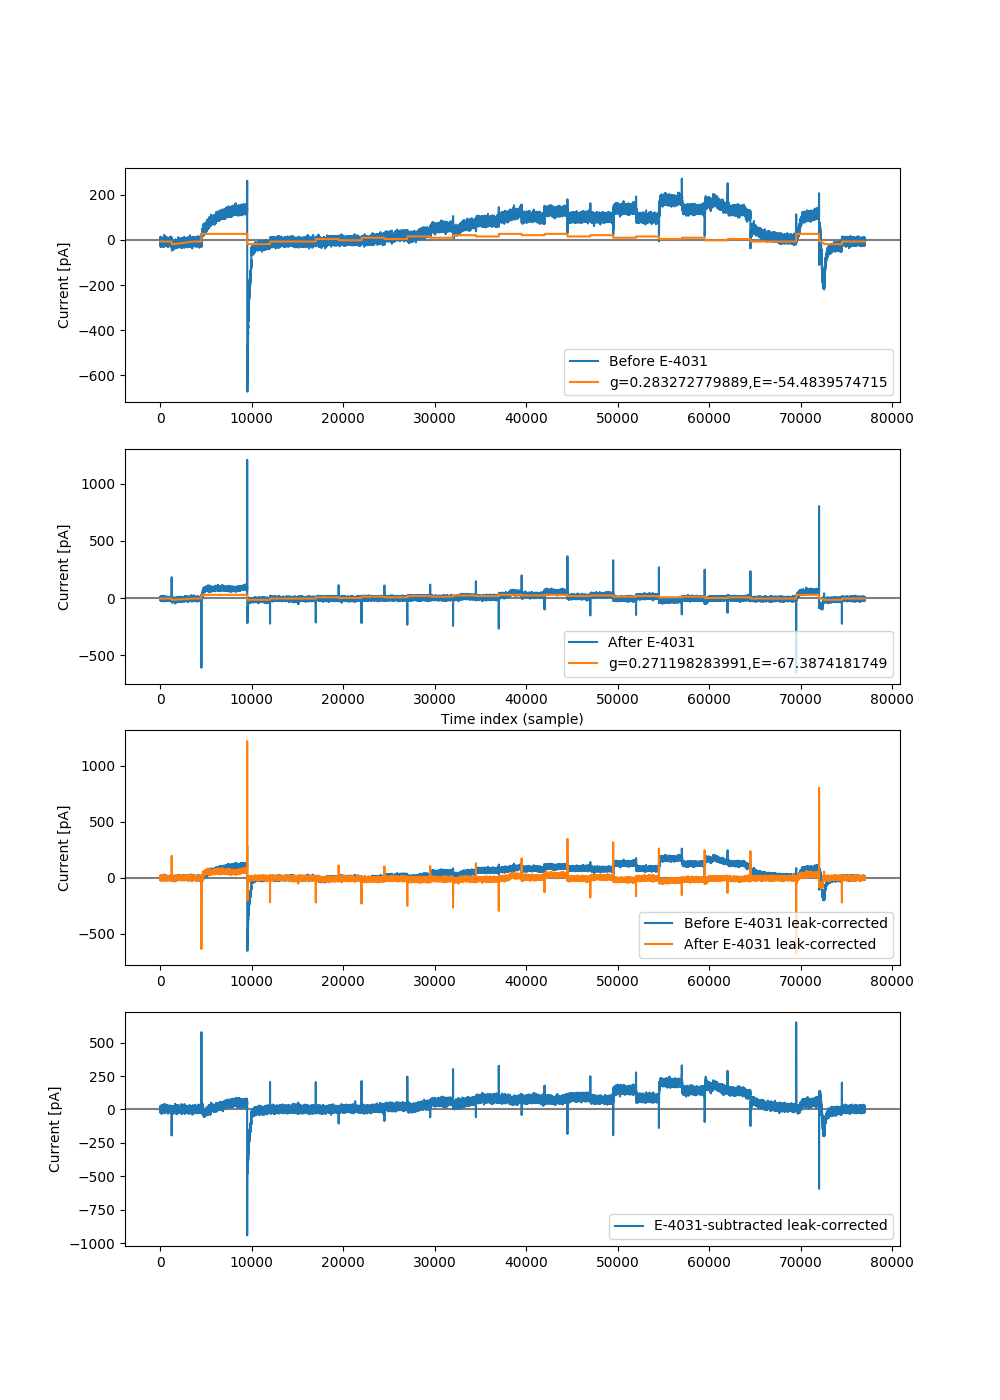 200
0
−200
−400
−600
Current [pA]
Before E-4031
g=0.283272779889,E=-54.4839574715
0 10000 20000 30000 40000 50000 60000 70000 80000
1000
500
0
−500
Current [pA]
After E-4031
g=0.271198283991,E=-67.3874181749
0 10000 20000 30000 40000 50000 60000 70000 80000
Time index (sample)
1000
500
0
−500
Current [pA]
Before E-4031 leak-corrected
After E-4031 leak-corrected
0 10000 20000 30000 40000 50000 60000 70000 80000
500
250
0
−250
−500
−750
−1000
Current [pA]
E-4031-subtracted leak-corrected
0 10000 20000 30000 40000 50000 60000 70000 80000